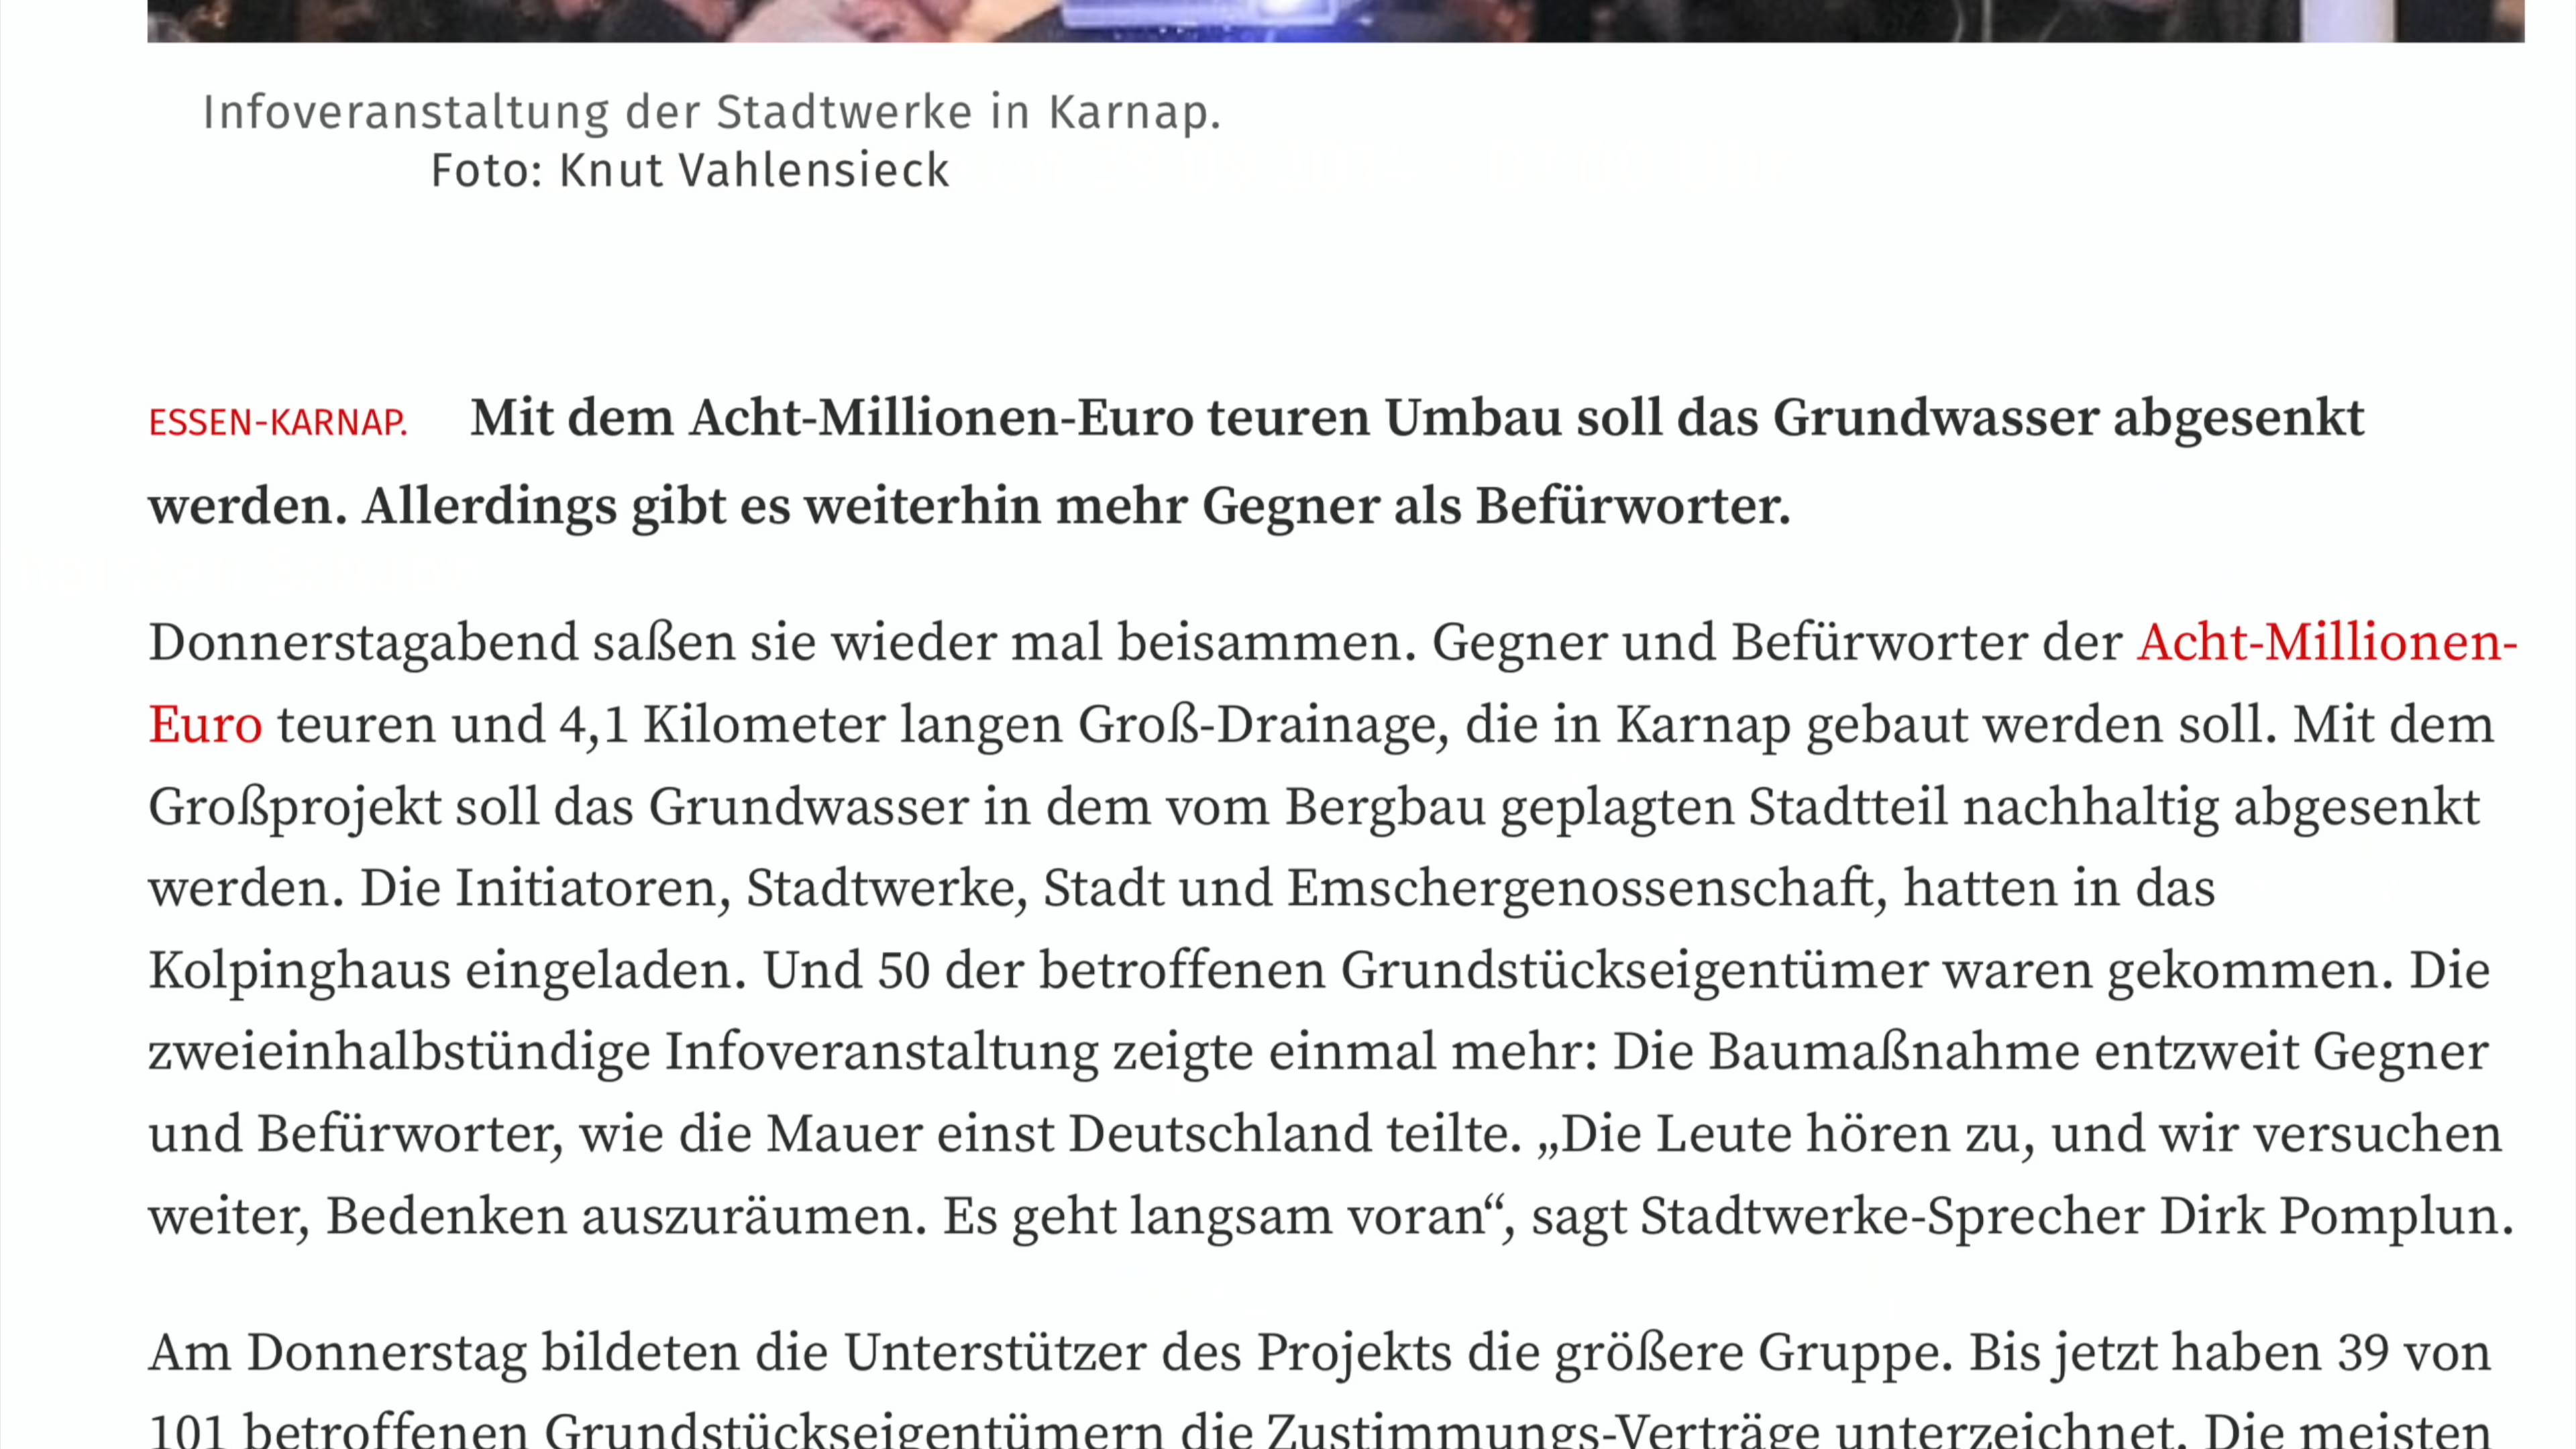 Infoveranstaltung der Stadtwerke in Karnap.
Foto: Knut Vahlensieck
ESSEN-KARNAP. Mit dem Acht-Millionen-Euro teuren Umbau soll das Grundwasser abgesenkt
werden. Allerdings gibt es weiterhin mehr Gegner als Befürworter.
Donnerstagabend saßen sie wieder mal beisammen. Gegner und Befürworter der Acht-Millionen-
Euro teuren und 4,1 Kilometer langen Groß-Drainage, die in Karnap gebaut werden soll. Mit dem
Großprojekt soll das Grundwasser in dem vom Bergbau geplagten Stadtteil nachhaltig abgesenkt
werden. Die Initiatoren, Stadtwerke, Stadt und Emschergenossenschaft, hatten in das
Kolpinghaus eingeladen. Und 50 der betroffenen Grundstückseigentümer waren gekommen. Die
zweieinhalbstündige Infoveranstaltung zeigte einmal mehr: Die Baumaßnahme entzweit Gegner
und Befürworter, wie die Mauer einst Deutschland teilte. „Die Leute hören zu, und wir versuchen
weiter, Bedenken auszuräumen. Es geht langsam voran“, sagt Stadtwerke-Sprecher Dirk Pomplun.
Am Donnerstag bildeten die Unterstützer des Projekts die größere Gruppe. Bis jetzt haben 39 von
101 betroffenen Grundstückseigentümern die Zustimmungs-Verträge unterzeichnet. Die meisten